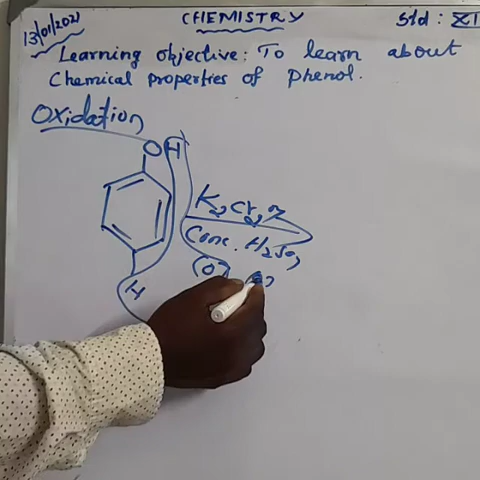 13/01/2021 CHEMISTRY Std : XI
Learning objective: To learn about
Chemical properties of phenol.
Oxidation
OH
K2Cr2O7
Conc. H2SO4
(O)
H